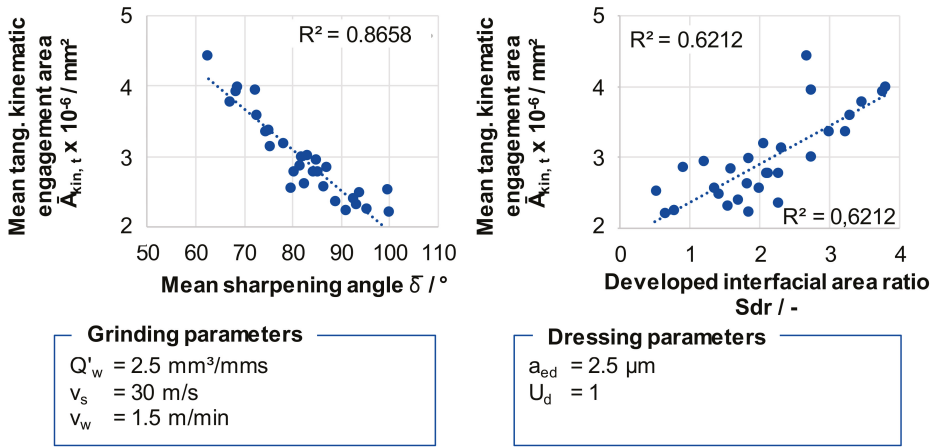 Mean tang. kinematic
engagement area
Ākin, t x 10-6 / mm²
5
4
3
2
R² = 0.8658
50 60 70 80 90 100 110
Mean sharpening angle δ̅ / °
Mean tang. kinematic
engagement area
Ākin, t x 10-6 / mm²
5
4
3
2
R² = 0.6212
R² = 0,6212
0 1 2 3 4
Developed interfacial area ratio
Sdr / -
Grinding parameters
Q'w = 2.5 mm³/mms
vs = 30 m/s
vw = 1.5 m/min
Dressing parameters
aed = 2.5 µm
Ud = 1